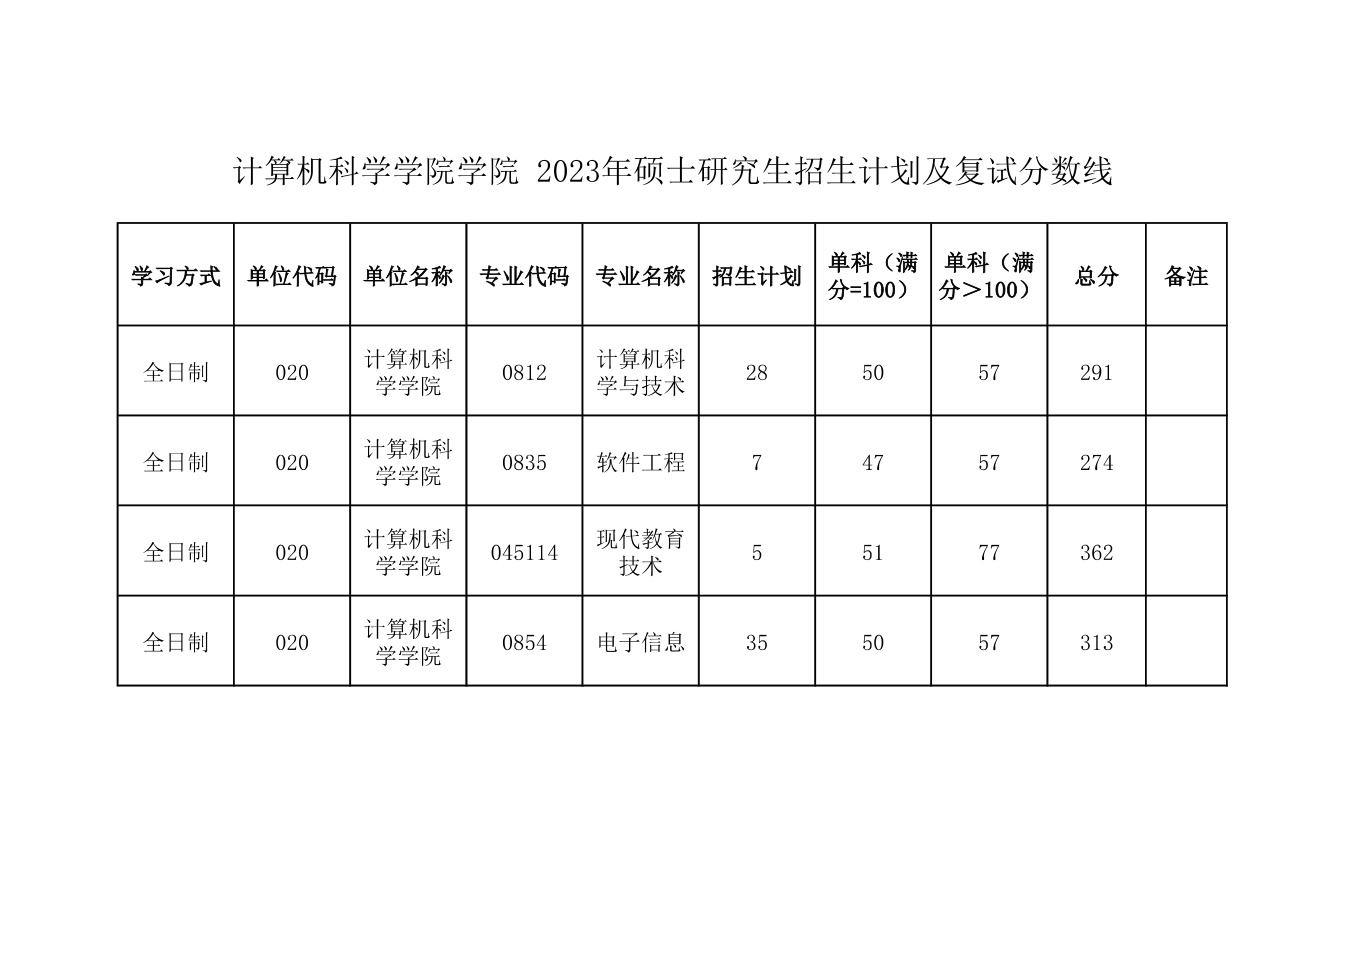 计算机科学学院学院 2023年硕士研究生招生计划及复试分数线
学习方式 单位代码 单位名称 专业代码 专业名称 招生计划 单科（满分=100） 单科（满分＞100） 总分 备注
全日制 020 计算机科学学院 0812 计算机科学与技术 28 50 57 291
全日制 020 计算机科学学院 0835 软件工程 7 47 57 274
全日制 020 计算机科学学院 045114 现代教育技术 5 51 77 362
全日制 020 计算机科学学院 0854 电子信息 35 50 57 313